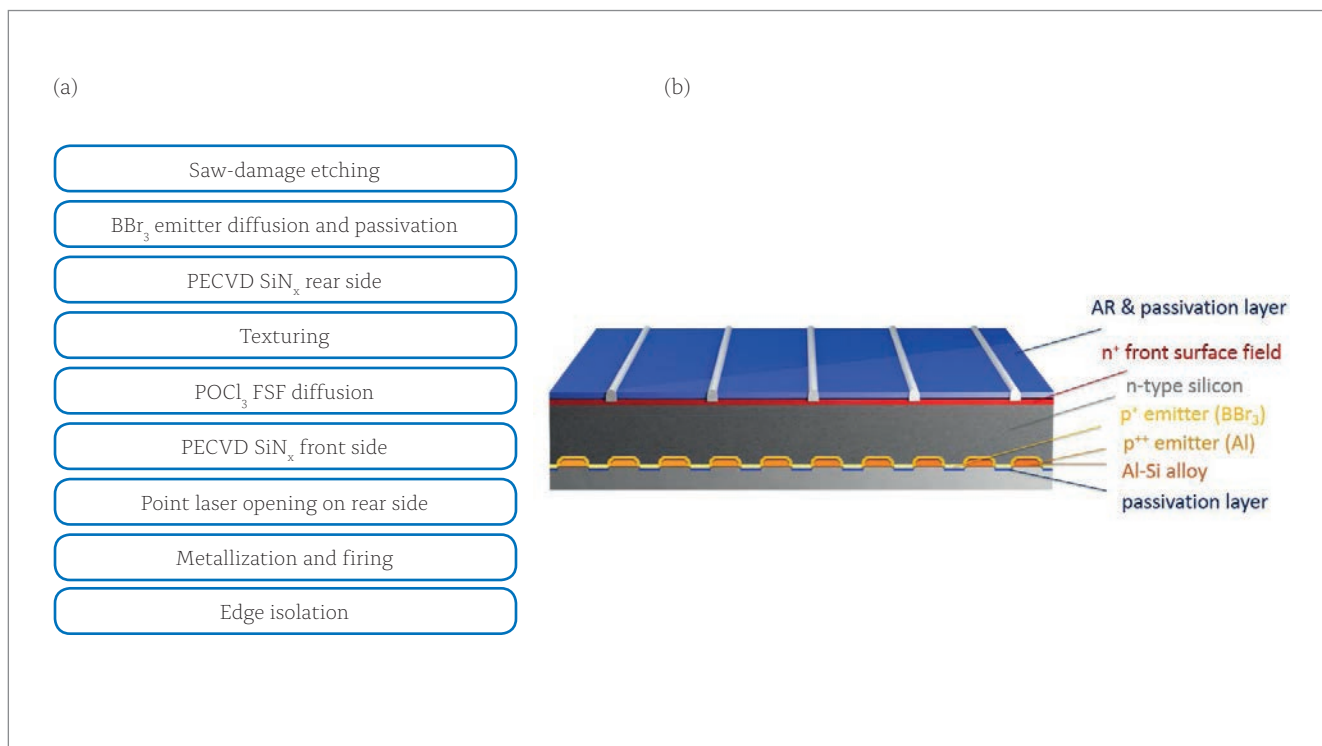 (a)
Saw-damage etching
BBr₃ emitter diffusion and passivation
PECVD SiNₓ rear side
Texturing
POCl₃ FSF diffusion
PECVD SiNₓ front side
Point laser opening on rear side
Metallization and firing
Edge isolation
(b)
AR & passivation layer
n⁺ front surface field
n-type silicon
p⁺ emitter (BBr₃)
p⁺⁺ emitter (Al)
Al-Si alloy
passivation layer